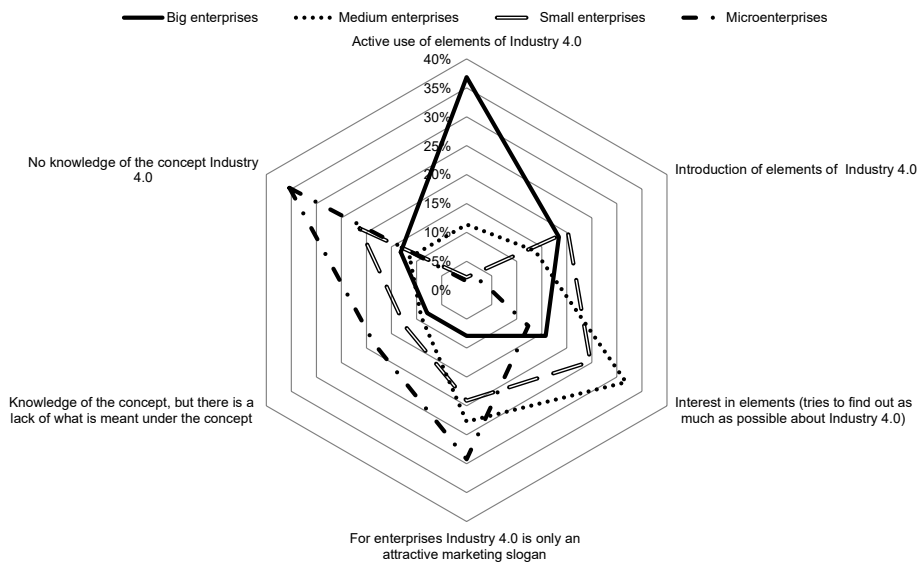 Big enterprises Medium enterprises Small enterprises Microenterprises
Active use of elements of Industry 4.0
40%
35%
30%
25%
20%
15%
10%
5%
0%
No knowledge of the concept Industry
4.0
Introduction of elements of Industry 4.0
Knowledge of the concept, but there is a
lack of what is meant under the concept
Interest in elements (tries to find out as
much as possible about Industry 4.0)
For enterprises Industry 4.0 is only an
attractive marketing slogan